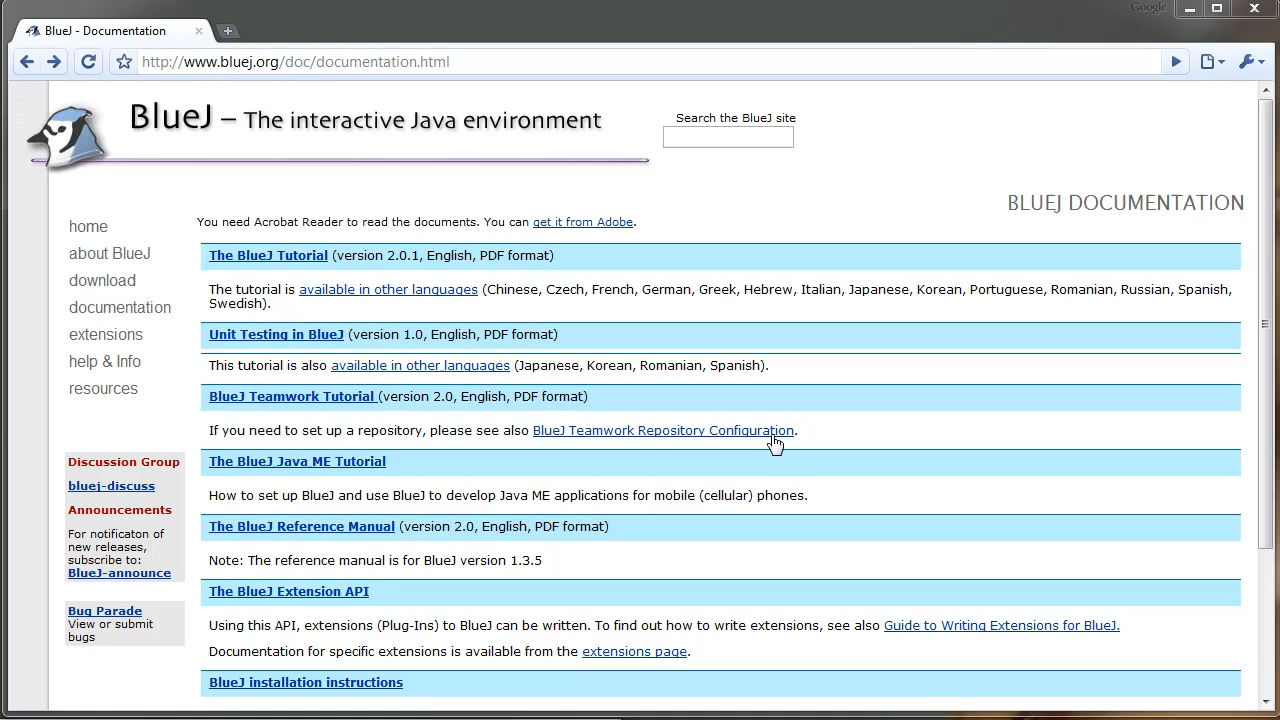 Google
BlueJ - Documentation
http://www.bluej.org/doc/documentation.html
BlueJ – The interactive Java environment
Search the BlueJ site
BLUEJ DOCUMENTATION
home
about BlueJ
download
documentation
extensions
help & Info
resources
Discussion Group
bluej-discuss
Announcements
For notificaton of
new releases,
subscribe to:
BlueJ-announce
Bug Parade
View or submit
bugs
You need Acrobat Reader to read the documents. You can get it from Adobe.
The BlueJ Tutorial (version 2.0.1, English, PDF format)
The tutorial is available in other languages (Chinese, Czech, French, German, Greek, Hebrew, Italian, Japanese, Korean, Portuguese, Romanian, Russian, Spanish,
Swedish).
Unit Testing in BlueJ (version 1.0, English, PDF format)
This tutorial is also available in other languages (Japanese, Korean, Romanian, Spanish).
BlueJ Teamwork Tutorial (version 2.0, English, PDF format)
If you need to set up a repository, please see also BlueJ Teamwork Repository Configuration.
The BlueJ Java ME Tutorial
How to set up BlueJ and use BlueJ to develop Java ME applications for mobile (cellular) phones.
The BlueJ Reference Manual (version 2.0, English, PDF format)
Note: The reference manual is for BlueJ version 1.3.5
The BlueJ Extension API
Using this API, extensions (Plug-Ins) to BlueJ can be written. To find out how to write extensions, see also Guide to Writing Extensions for BlueJ.
Documentation for specific extensions is available from the extensions page.
BlueJ installation instructions